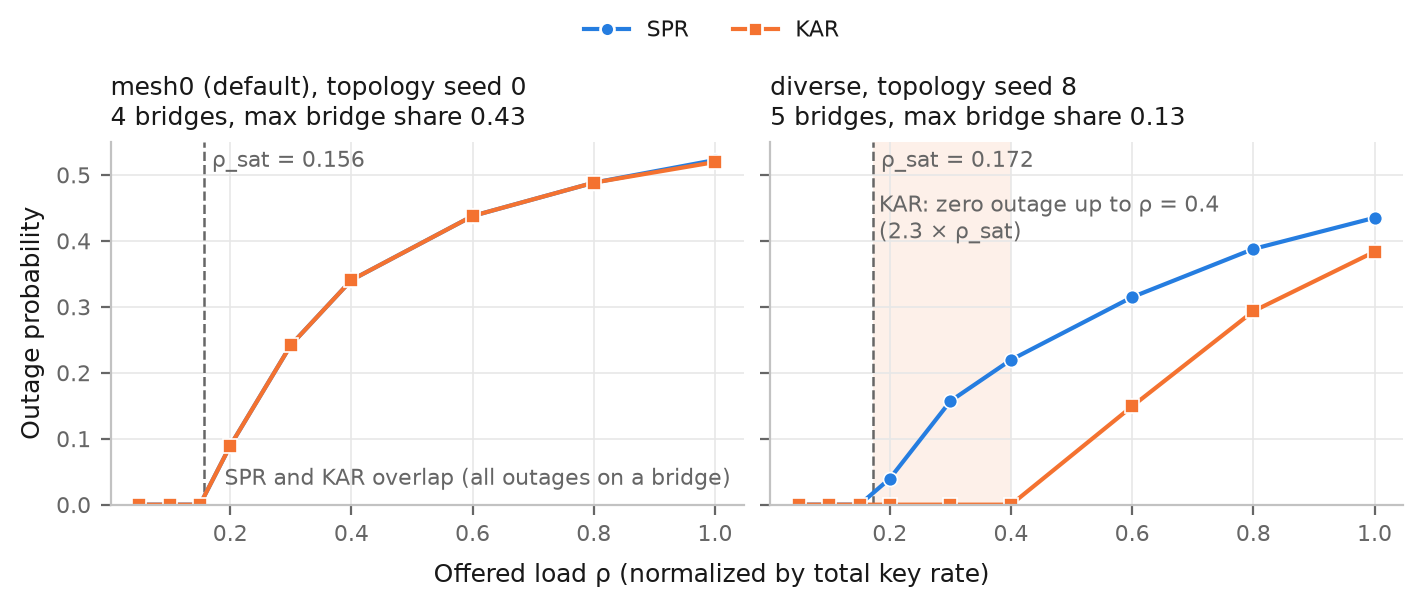 SPR KAR
mesh0 (default), topology seed 0
4 bridges, max bridge share 0.43
ρ_sat = 0.156
SPR and KAR overlap (all outages on a bridge)
0.5
0.4
0.3
0.2
0.1
0.0
Outage probability
0.2 0.4 0.6 0.8 1.0
diverse, topology seed 8
5 bridges, max bridge share 0.13
ρ_sat = 0.172
KAR: zero outage up to ρ = 0.4
(2.3 × ρ_sat)
0.2 0.4 0.6 0.8 1.0
Offered load ρ (normalized by total key rate)